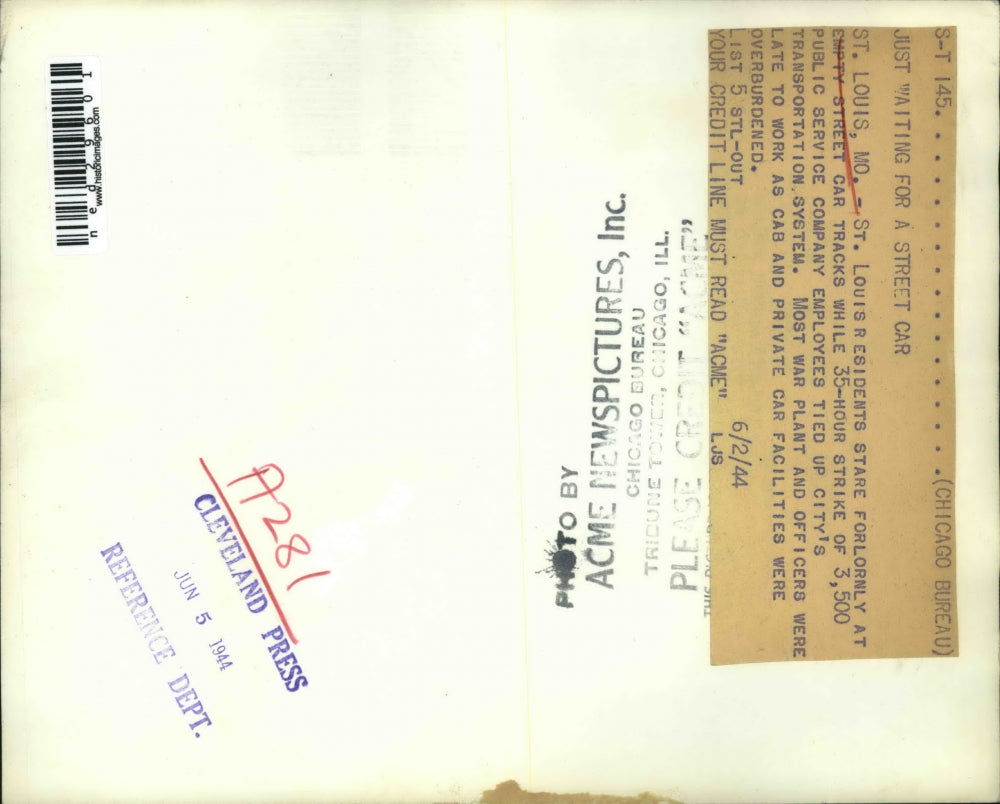 S-T 145. . . . . . . . . . . . . . . .(CHICAGO BUREAU)
JUST WAITING FOR A STREET CAR
ST. LOUIS, MO. - ST. LOUIS R ESIDENTS STARE FORLORNLY AT
EMPTY STREET CAR TRACKS WHILE 35-HOUR STRIKE OF 3,500
PUBLIC SERVICE COMPANY EMPLOYEES TIED UP CITY'S
TRANSPORTATION SYSTEM. MOST WAR PLANT AND OFFICERS WERE
LATE TO WORK AS CAB AND PRIVATE CAR FACILITIES WERE
OVERBURDENED.
LIST 5 STL-OUT 6/2/44
YOUR CREDIT LINE MUST READ "ACME" LJS
PHOTO BY
ACME NEWSPICTURES, Inc.
CHICAGO BUREAU
TRIBUNE TOWER, CHICAGO, ILL.
PLEASE CREDIT "ACME"
A281
CLEVELAND PRESS
JUN 5 1944
REFERENCE DEPT.
www.historicimages.com